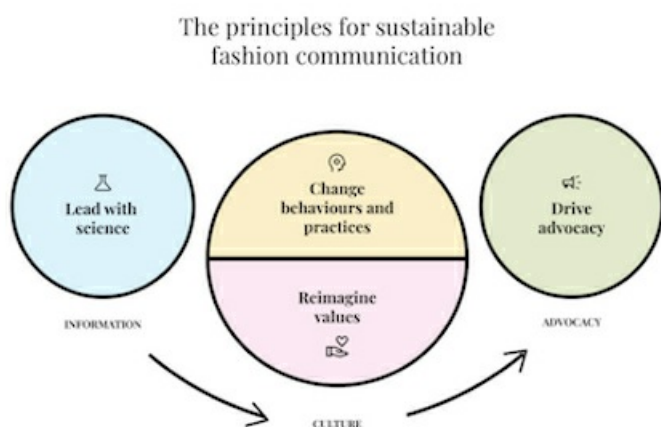 The principles for sustainable
fashion communication
Lead with
science
INFORMATION
Change
behaviours and
practices
Reimagine
values
CULTURE
Drive
advocacy
ADVOCACY